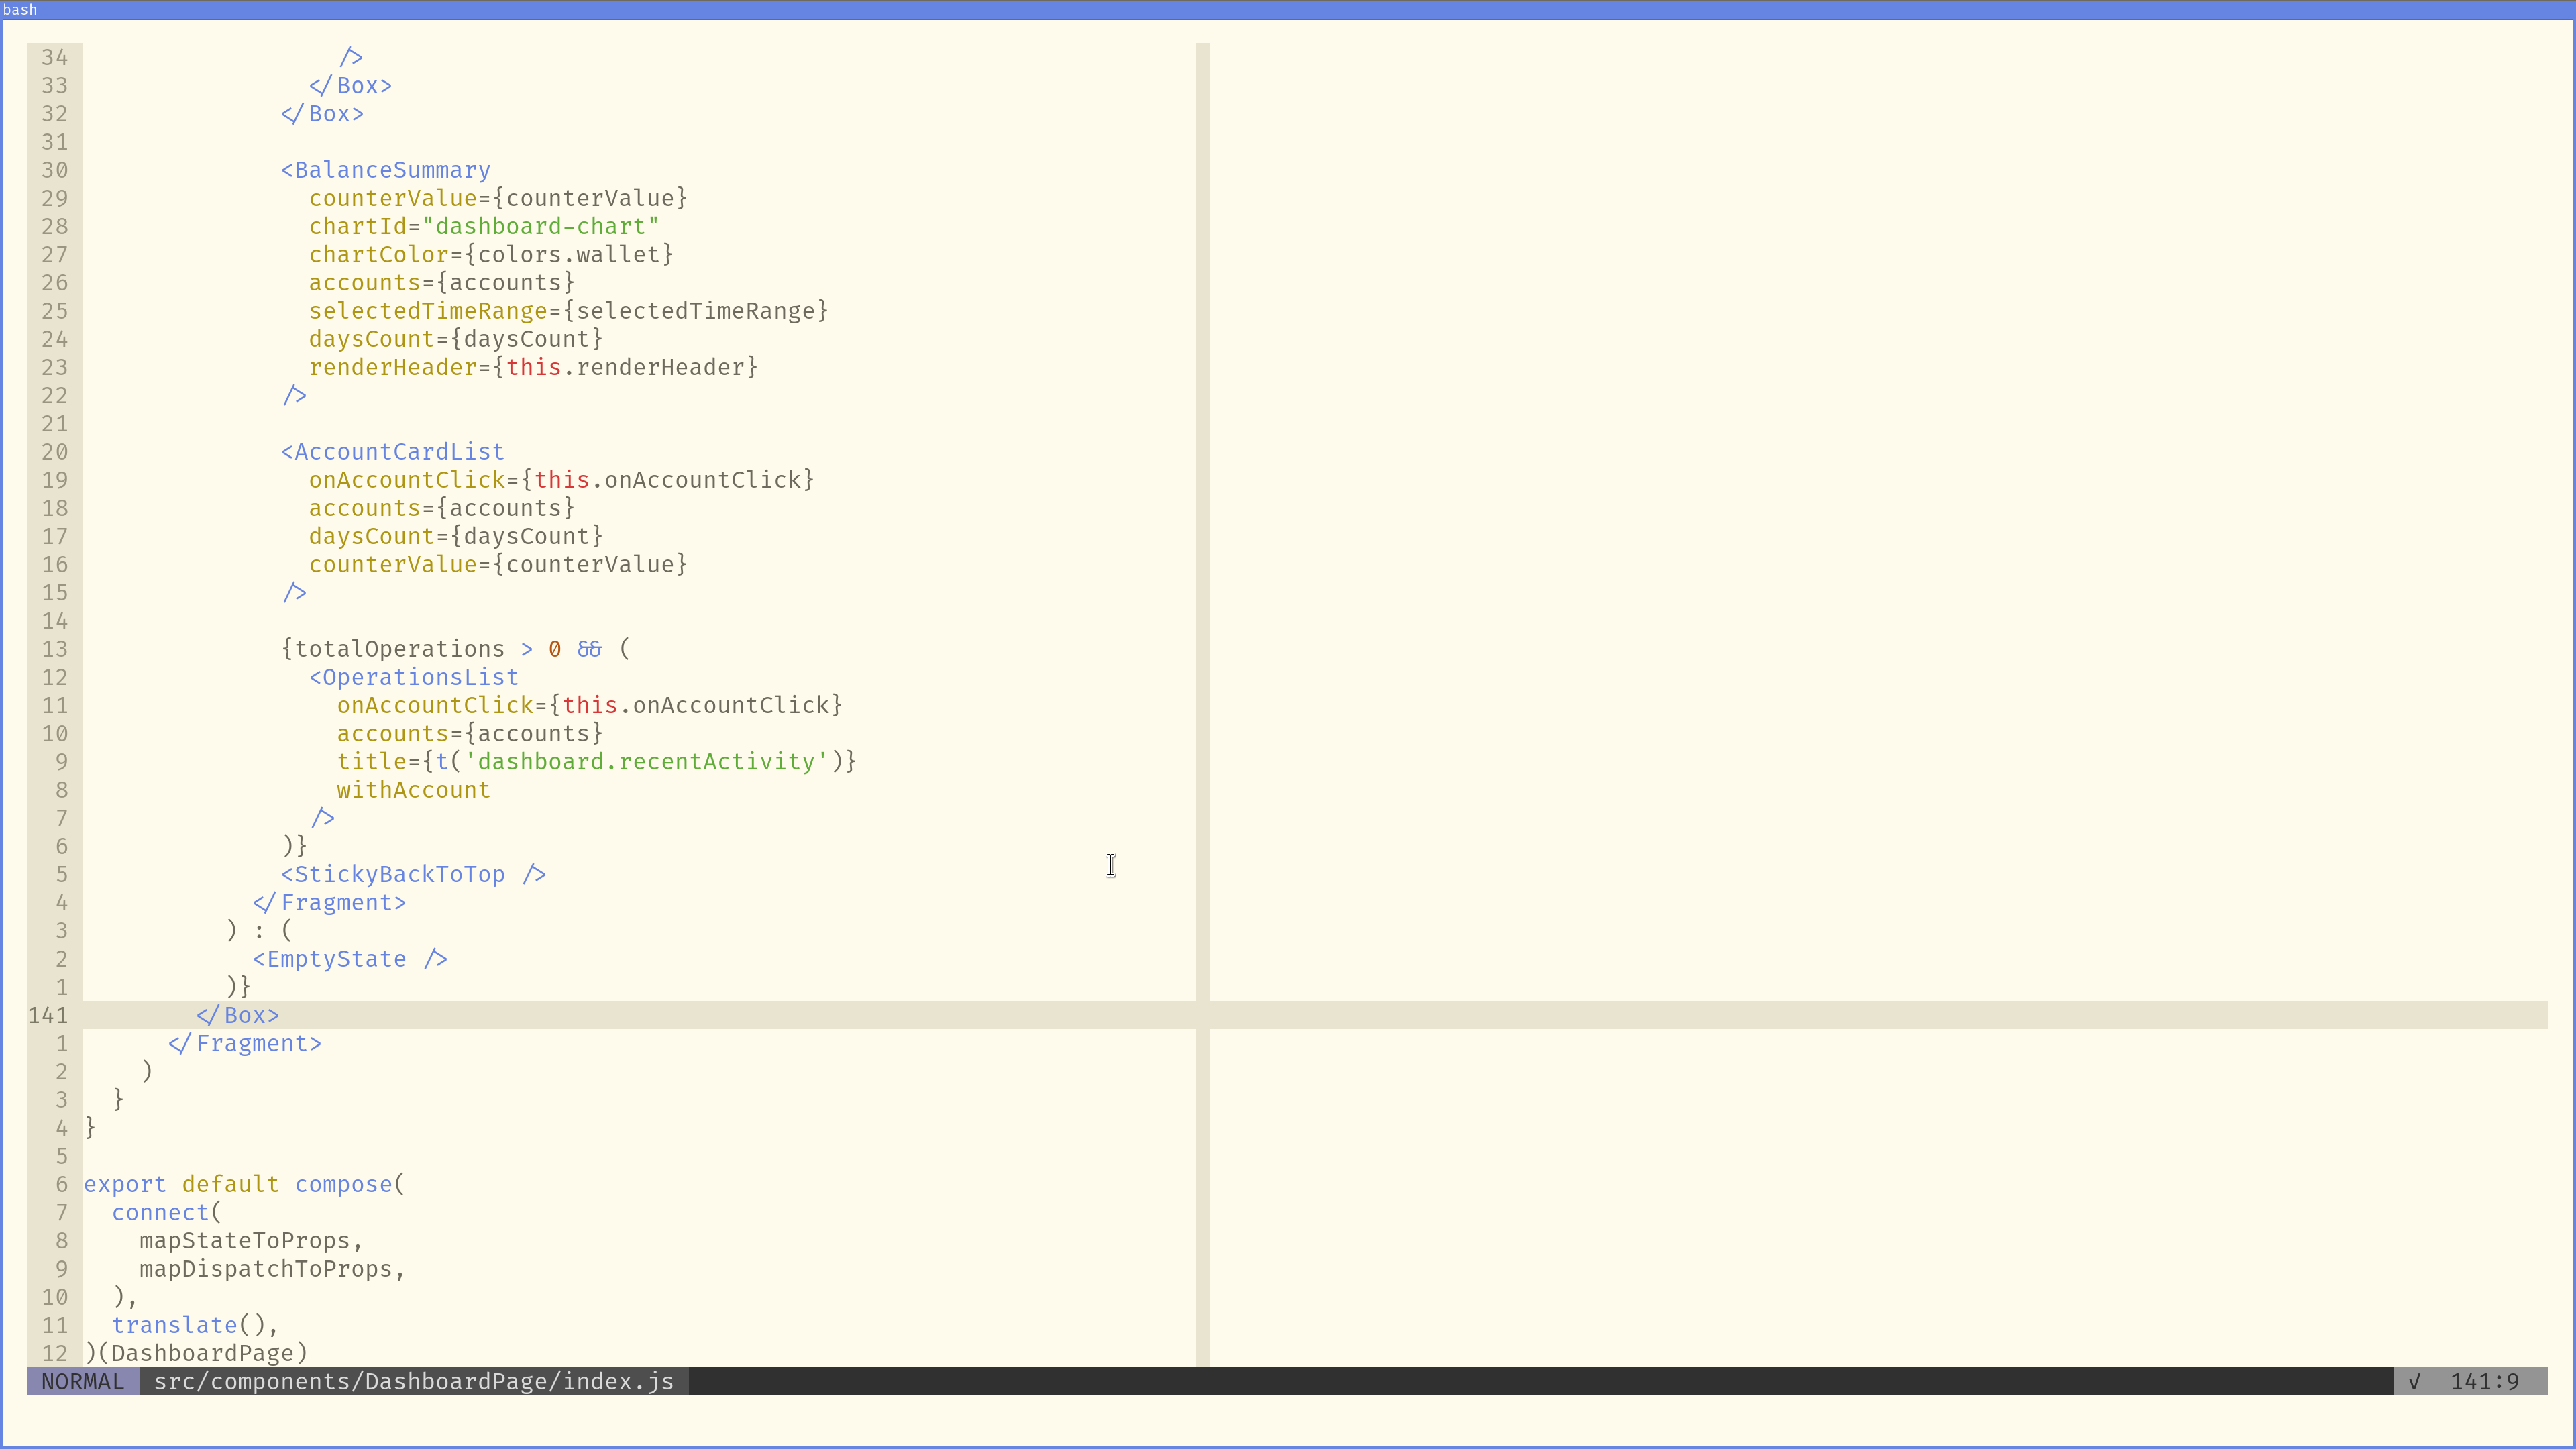 bash
34                   />
33                 </Box>
32               </Box>
31
30               <BalanceSummary
29                 counterValue={counterValue}
28                 chartId="dashboard-chart"
27                 chartColor={colors.wallet}
26                 accounts={accounts}
25                 selectedTimeRange={selectedTimeRange}
24                 daysCount={daysCount}
23                 renderHeader={this.renderHeader}
22               />
21
20               <AccountCardList
19                 onAccountClick={this.onAccountClick}
18                 accounts={accounts}
17                 daysCount={daysCount}
16                 counterValue={counterValue}
15               />
14
13               {totalOperations > 0 && (
12                 <OperationsList
11                   onAccountClick={this.onAccountClick}
10                   accounts={accounts}
9                   title={t('dashboard.recentActivity')}
8                   withAccount
7                 />
6               )}
5               <StickyBackToTop />
4             </Fragment>
3           ) : (
2             <EmptyState />
1           )}
141         </Box>
1       </Fragment>
2     )
3   }
4 }
5
6 export default compose(
7   connect(
8     mapStateToProps,
9     mapDispatchToProps,
10   ),
11   translate(),
12 )(DashboardPage)
NORMAL src/components/DashboardPage/index.js √ 141:9